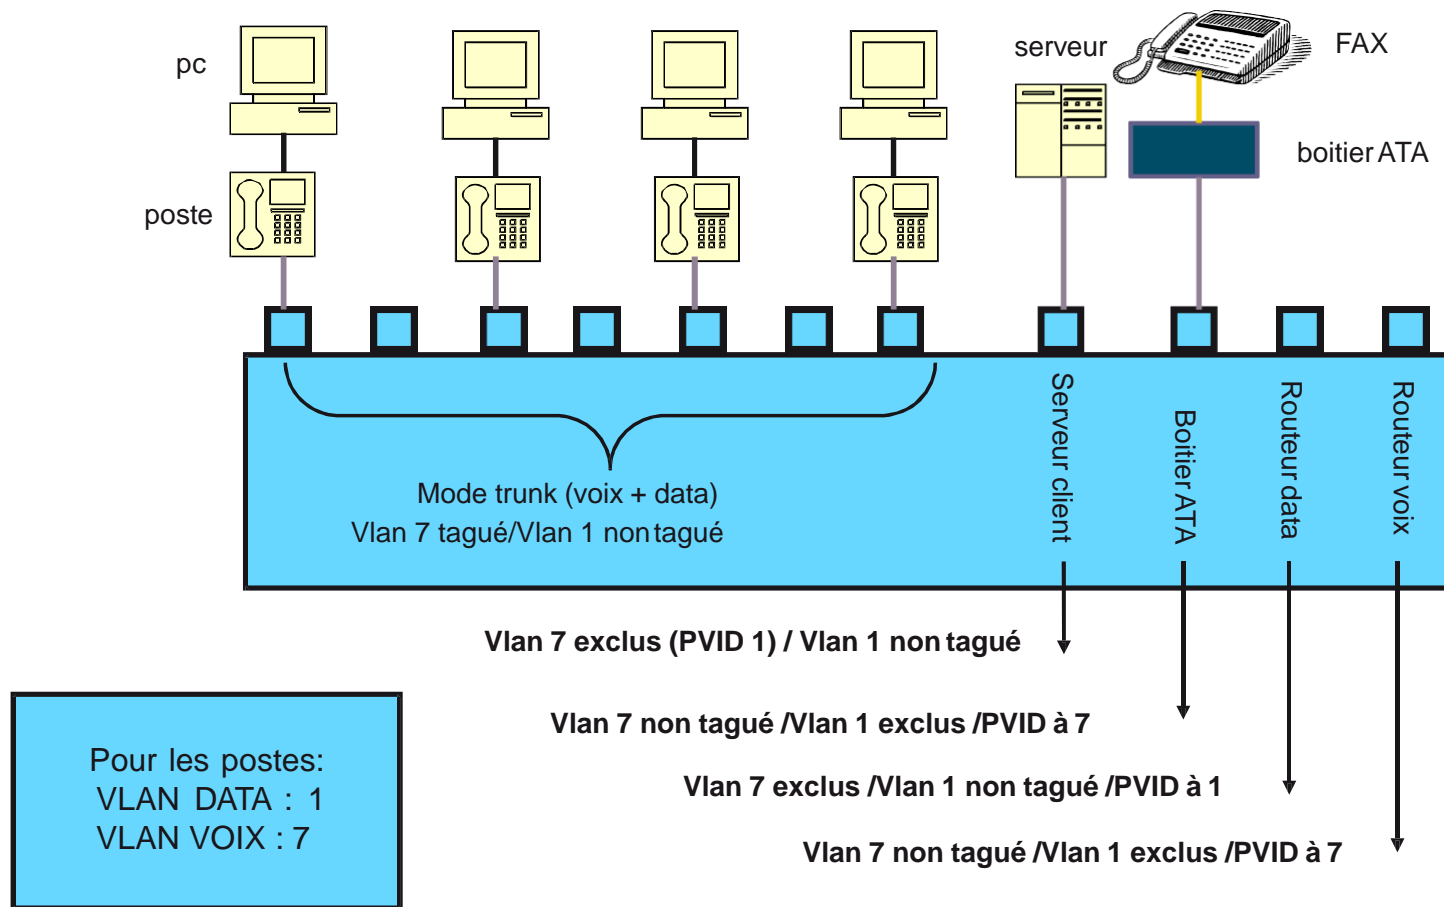 pc
serveur
FAX
boitier ATA
poste
Serveur client
Boitier ATA
Routeur data
Routeur voix
Mode trunk (voix + data)
Vlan 7 tagué/Vlan 1 non tagué
Vlan 7 exclus (PVID 1) / Vlan 1 non tagué
Vlan 7 non tagué /Vlan 1 exclus /PVID à 7
Vlan 7 exclus /Vlan 1 non tagué /PVID à 1
Vlan 7 non tagué /Vlan 1 exclus /PVID à 7
Pour les postes:
VLAN DATA : 1
VLAN VOIX : 7